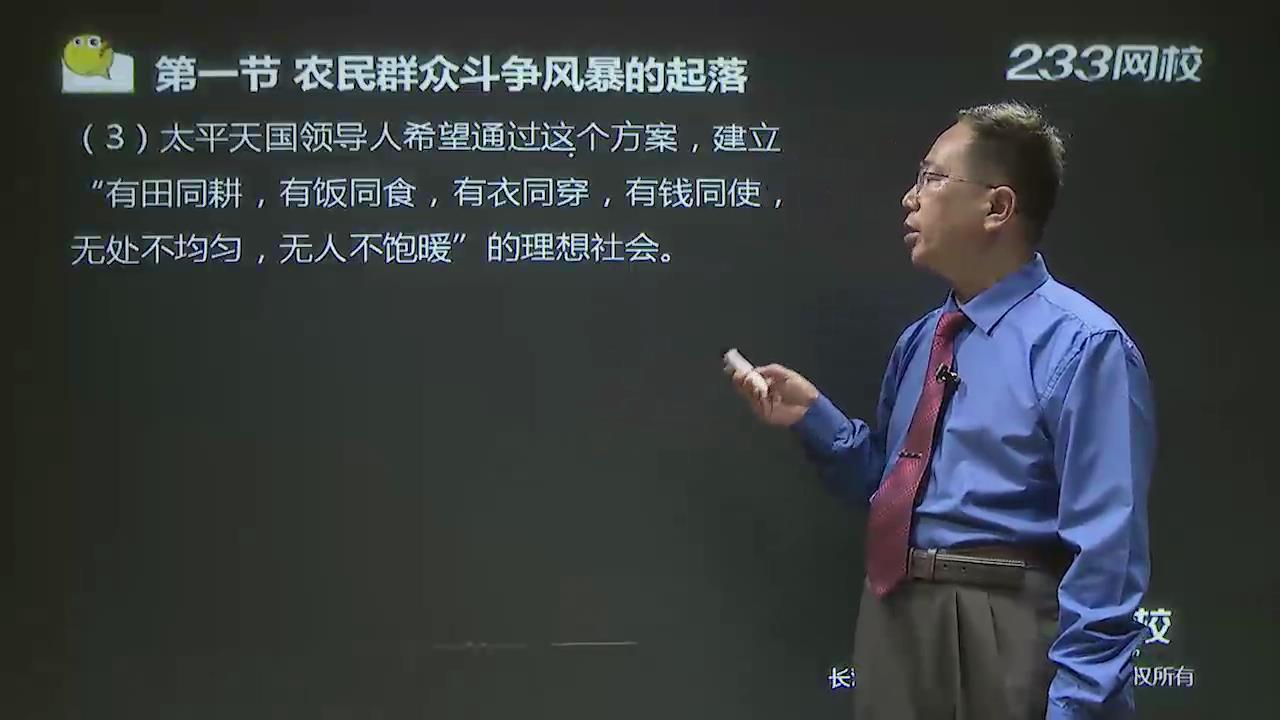 第一节 农民群众斗争风暴的起落
233网校
（3）太平天国领导人希望通过这个方案，建立
“有田同耕，有饭同食，有衣同穿，有钱同使，
无处不均匀，无人不饱暖”的理想社会。
校
长 权所有